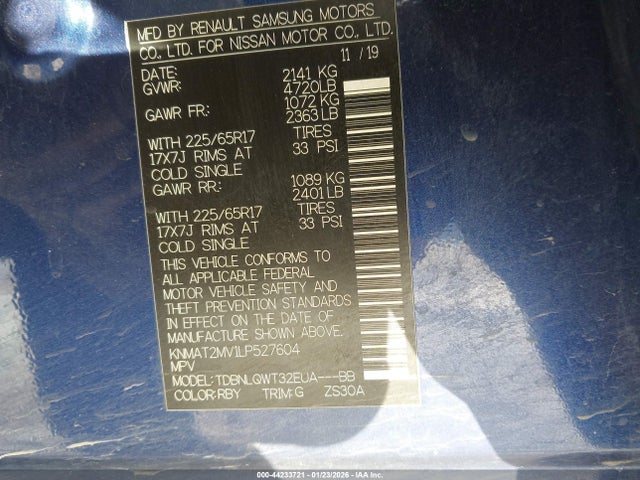 MFD BY RENAULT SAMSUNG MOTORS
CO., LTD. FOR NISSAN MOTOR CO., LTD.
DATE: 11 / 19
GVWR: 2141 KG
4720LB
GAWR FR: 1072 KG
2363 LB
WITH 225/65R17 TIRES
17X7J RIMS AT 33 PSI
COLD SINGLE
GAWR RR: 1089 KG
2401 LB
WITH 225/65R17 TIRES
17X7J RIMS AT 33 PSI
COLD SINGLE
THIS VEHICLE CONFORMS TO
ALL APPLICABLE FEDERAL
MOTOR VEHICLE SAFETY AND
THEFT PREVENTION STANDARDS
IN EFFECT ON THE DATE OF
MANUFACTURE SHOWN ABOVE.
KNMAT2MV1LP527604
MPV
MODEL: TDBNLQWT32EUA---BB
COLOR:RBY TRIM:G ZS30A
000-44233721 - 01/23/2026 - IAAI.CA